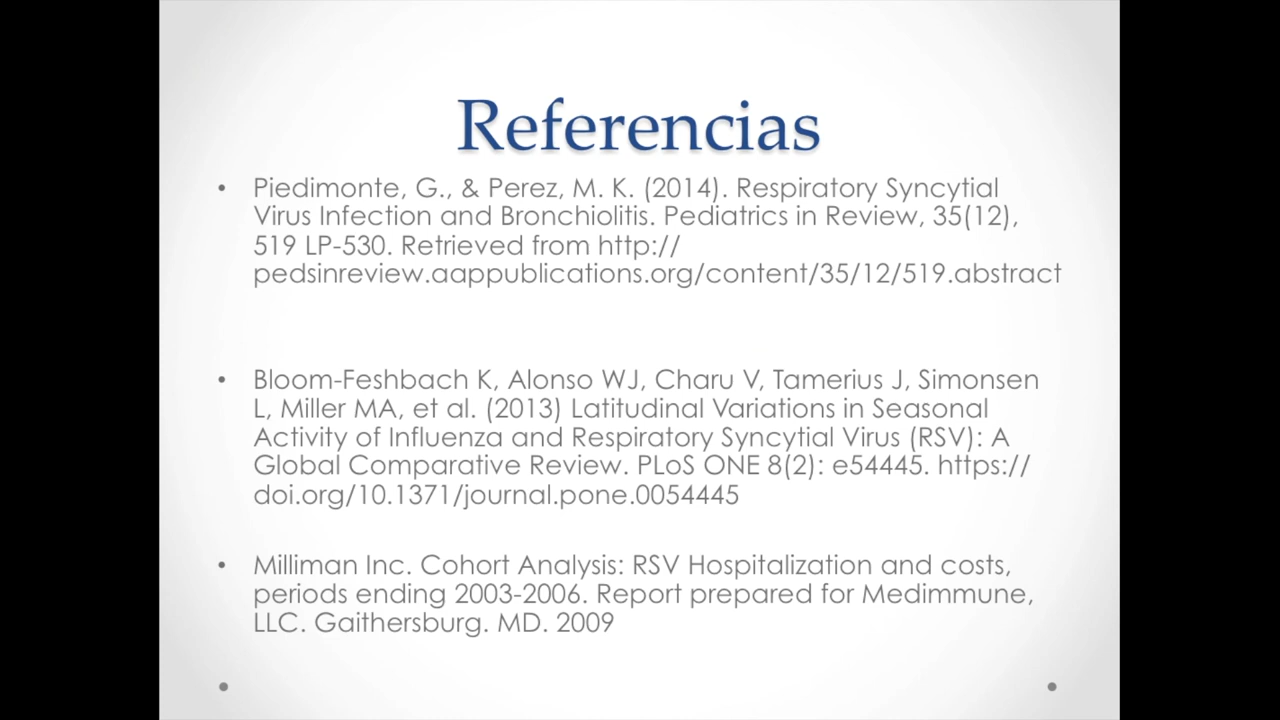 Referencias
• Piedimonte, G., & Perez, M. K. (2014). Respiratory Syncytial
Virus Infection and Bronchiolitis. Pediatrics in Review, 35(12),
519 LP-530. Retrieved from http://
pedsinreview.aappublications.org/content/35/12/519.abstract
• Bloom-Feshbach K, Alonso WJ, Charu V, Tamerius J, Simonsen
L, Miller MA, et al. (2013) Latitudinal Variations in Seasonal
Activity of Influenza and Respiratory Syncytial Virus (RSV): A
Global Comparative Review. PLoS ONE 8(2): e54445. https://
doi.org/10.1371/journal.pone.0054445
• Milliman Inc. Cohort Analysis: RSV Hospitalization and costs,
periods ending 2003-2006. Report prepared for Medimmune,
LLC. Gaithersburg. MD. 2009